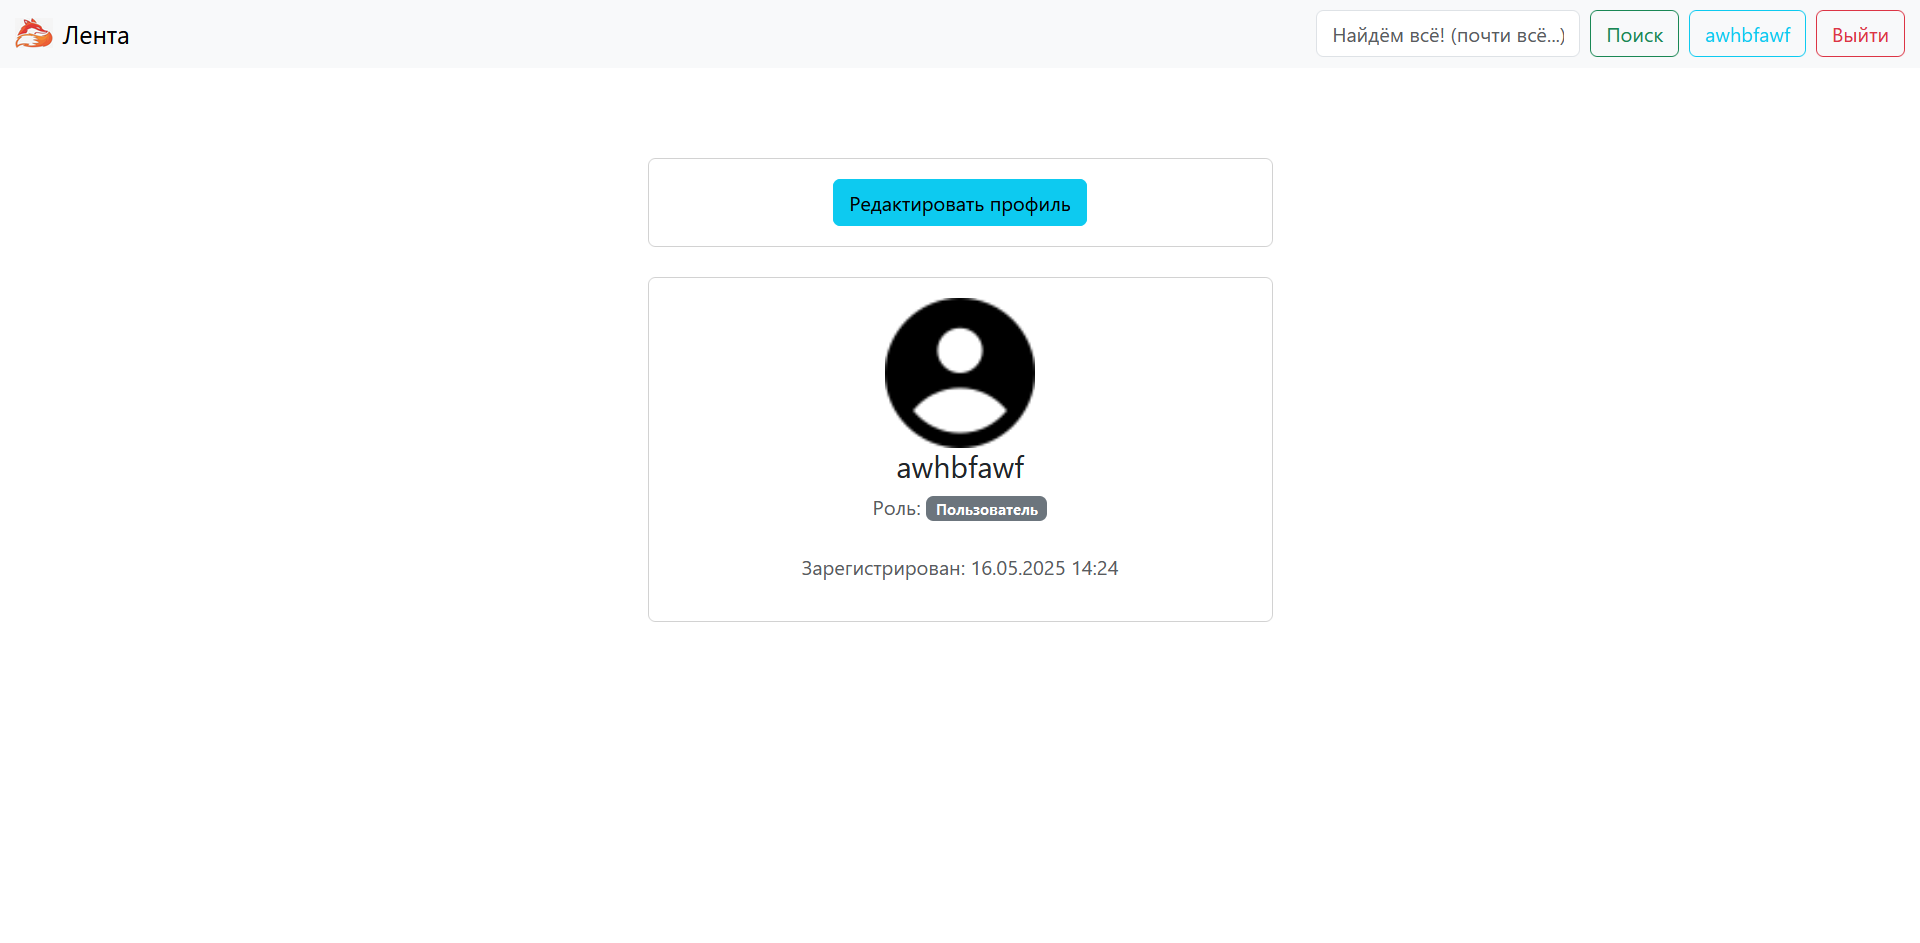 Лента
Найдём всё! (почти всё...)
Поиск
awhbfawf
Выйти
Редактировать профиль
awhbfawf
Роль: Пользователь
Зарегистрирован: 16.05.2025 14:24